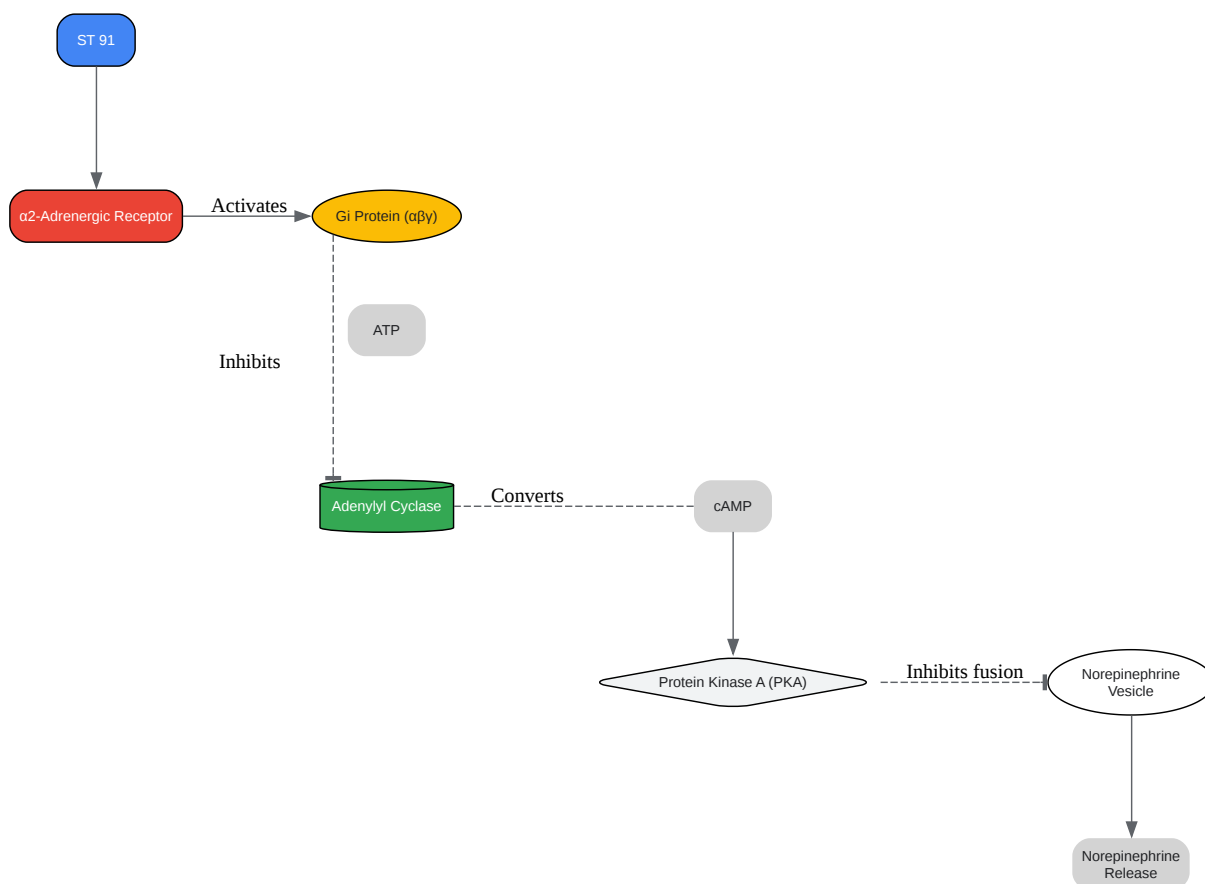 ST 91
α2-Adrenergic Receptor
Activates
Gi Protein (αβγ)
ATP
Inhibits
Adenylyl Cyclase
Converts
cAMP
Protein Kinase A (PKA)
Inhibits fusion
Norepinephrine
Vesicle
Norepinephrine
Release